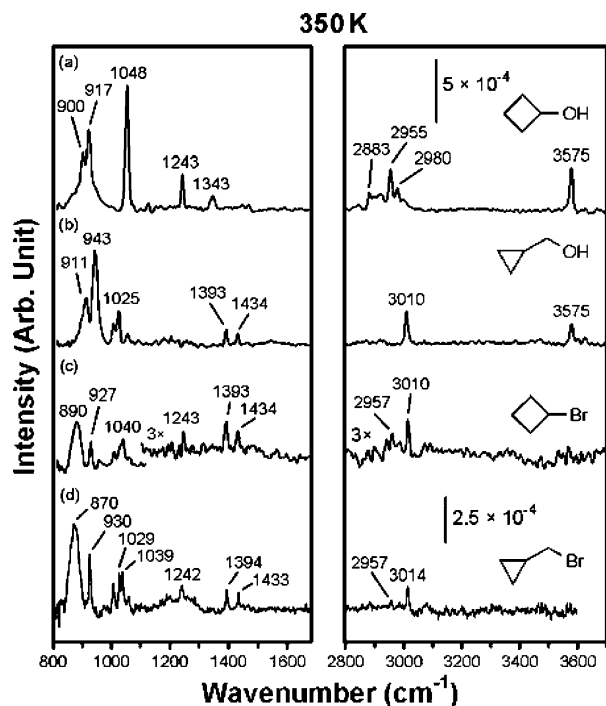 350 K
(a)
900
917
1048
1243
1343
5 × 10-4
OH
2883
2955
2980
3575
(b)
911
943
1025
1393
1434
OH
3010
3575
(c)
890
927
1040
3×
1243
1393
1434
3×
2957
3010
Br
(d)
870
930
1029
1039
1242
1394
1433
2.5 × 10-4
2957
3014
Br
Intensity (Arb. Unit)
800 1000 1200 1400 1600
2800 3000 3200 3400 3600
Wavenumber (cm-1)